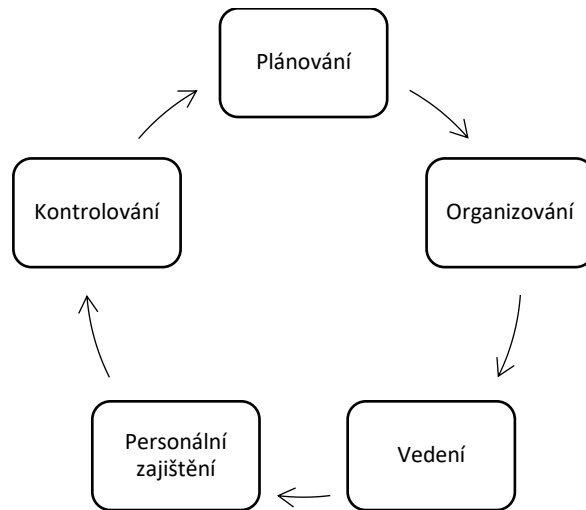 Plánování
Organizování
Vedení
Personální
zajištění
Kontrolování